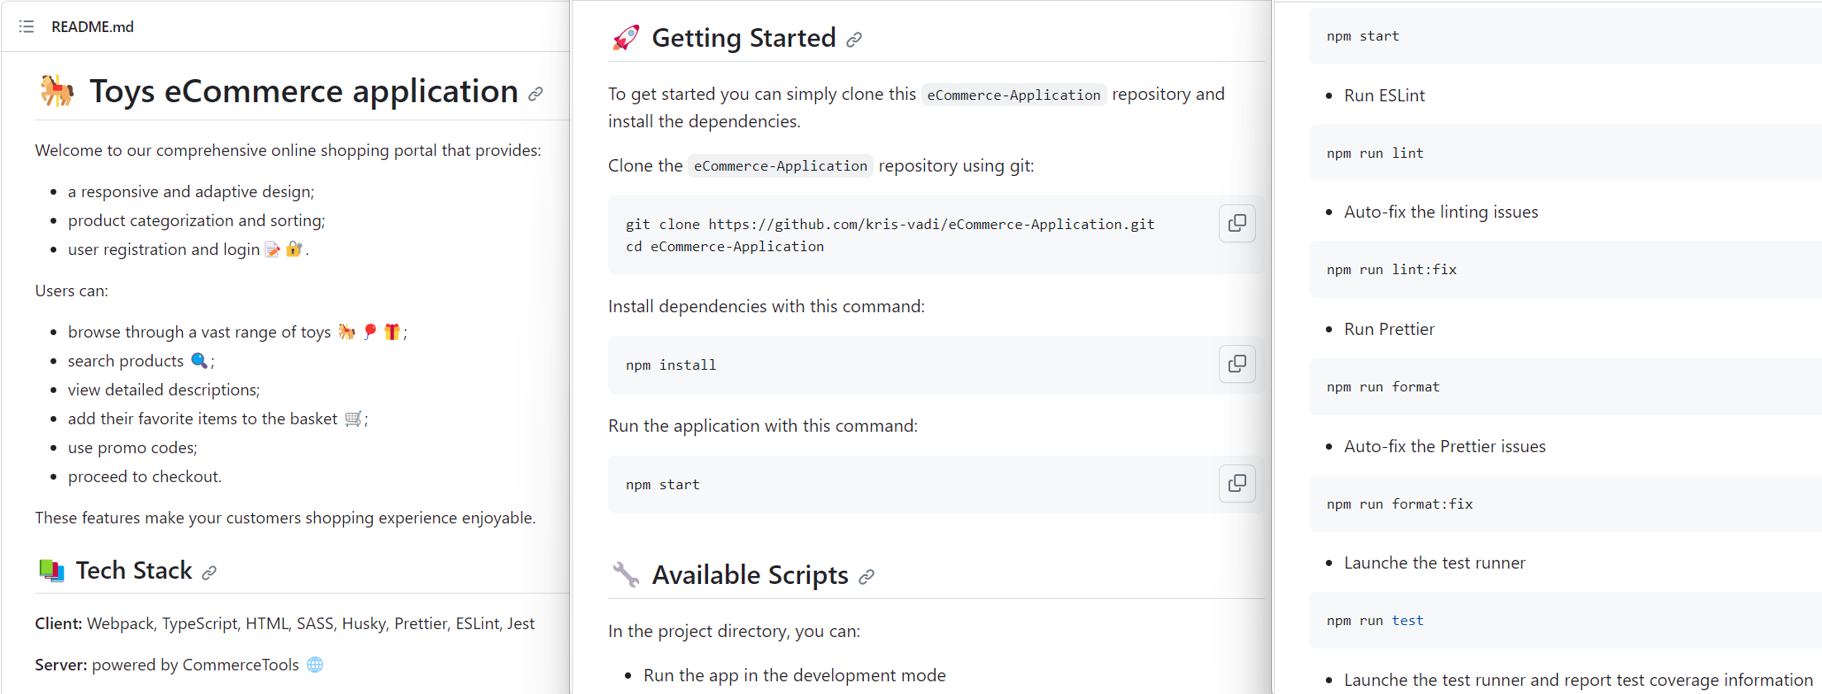 README.md
Toys eCommerce application
Welcome to our comprehensive online shopping portal that provides:
a responsive and adaptive design;
product categorization and sorting;
user registration and login 📝 🔐.
Users can:
browse through a vast range of toys 🎠 🎈 🎁;
search products 🔍;
view detailed descriptions;
add their favorite items to the basket 🛒;
use promo codes;
proceed to checkout.
These features make your customers shopping experience enjoyable.
Tech Stack
Client: Webpack, TypeScript, HTML, SASS, Husky, Prettier, ESLint, Jest
Server: powered by CommerceTools 🌐
Getting Started
To get started you can simply clone this eCommerce-Application repository and
install the dependencies.
Clone the eCommerce-Application repository using git:
git clone https://github.com/kris-vadi/eCommerce-Application.git
cd eCommerce-Application
Install dependencies with this command:
npm install
Run the application with this command:
npm start
Available Scripts
In the project directory, you can:
Run the app in the development mode
npm start
Run ESLint
npm run lint
Auto-fix the linting issues
npm run lint:fix
Run Prettier
npm run format
Auto-fix the Prettier issues
npm run format:fix
Launche the test runner
npm run test
Launche the test runner and report test coverage information